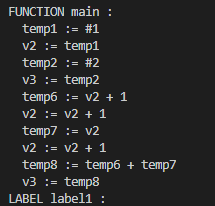 FUNCTION main :
temp1 := #1
v2 := temp1
temp2 := #2
v3 := temp2
temp6 := v2 + 1
v2 := v2 + 1
temp7 := v2
v2 := v2 + 1
temp8 := temp6 + temp7
v3 := temp8
LABEL label1 :